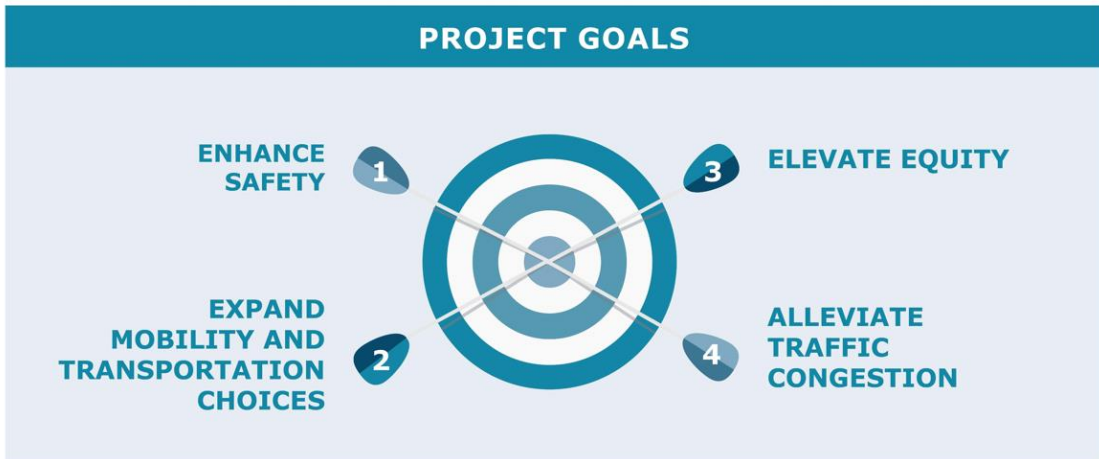 PROJECT GOALS
1
ENHANCE
SAFETY
2
EXPAND
MOBILITY AND
TRANSPORTATION
CHOICES
3
ELEVATE EQUITY
4
ALLEVIATE
TRAFFIC
CONGESTION